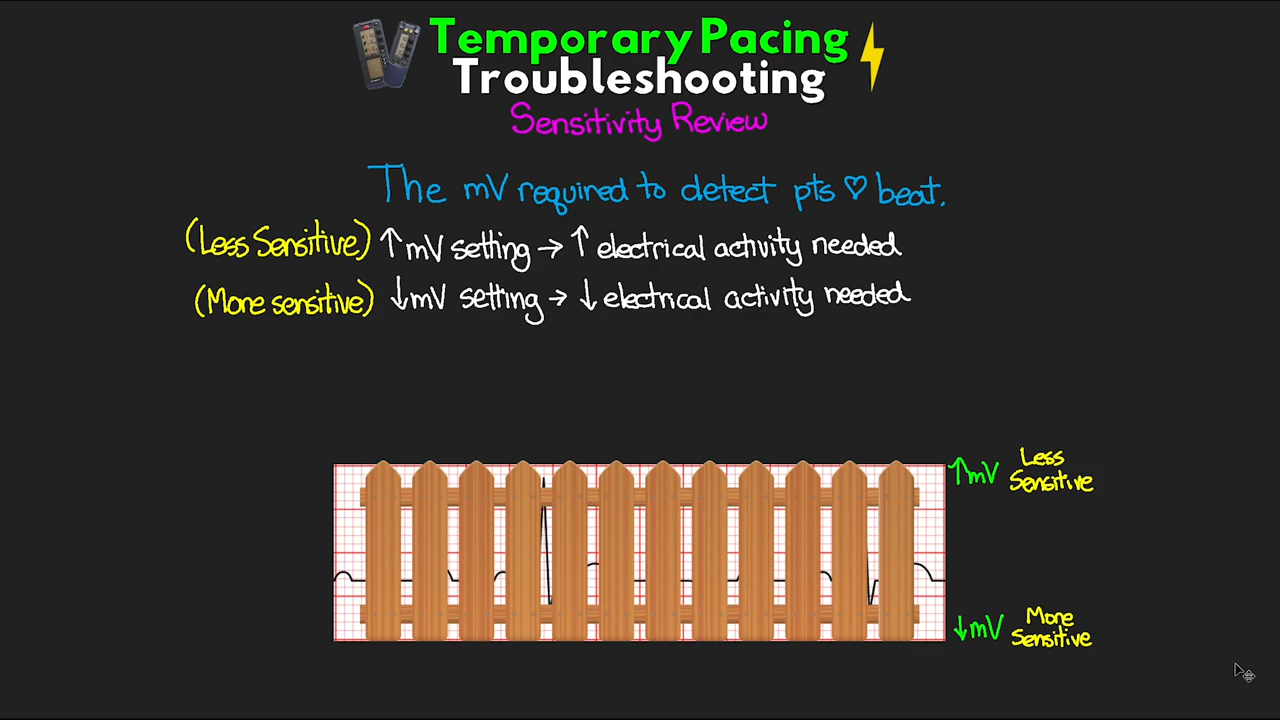 Temporary Pacing
Troubleshooting
Sensitivity Review
The mV required to detect pts ♡ beat.
(Less Sensitive) ↑mV setting → ↑ electrical activity needed
(More sensitive) ↓mV setting → ↓ electrical activity needed
↑mV Less Sensitive
↓mV More Sensitive